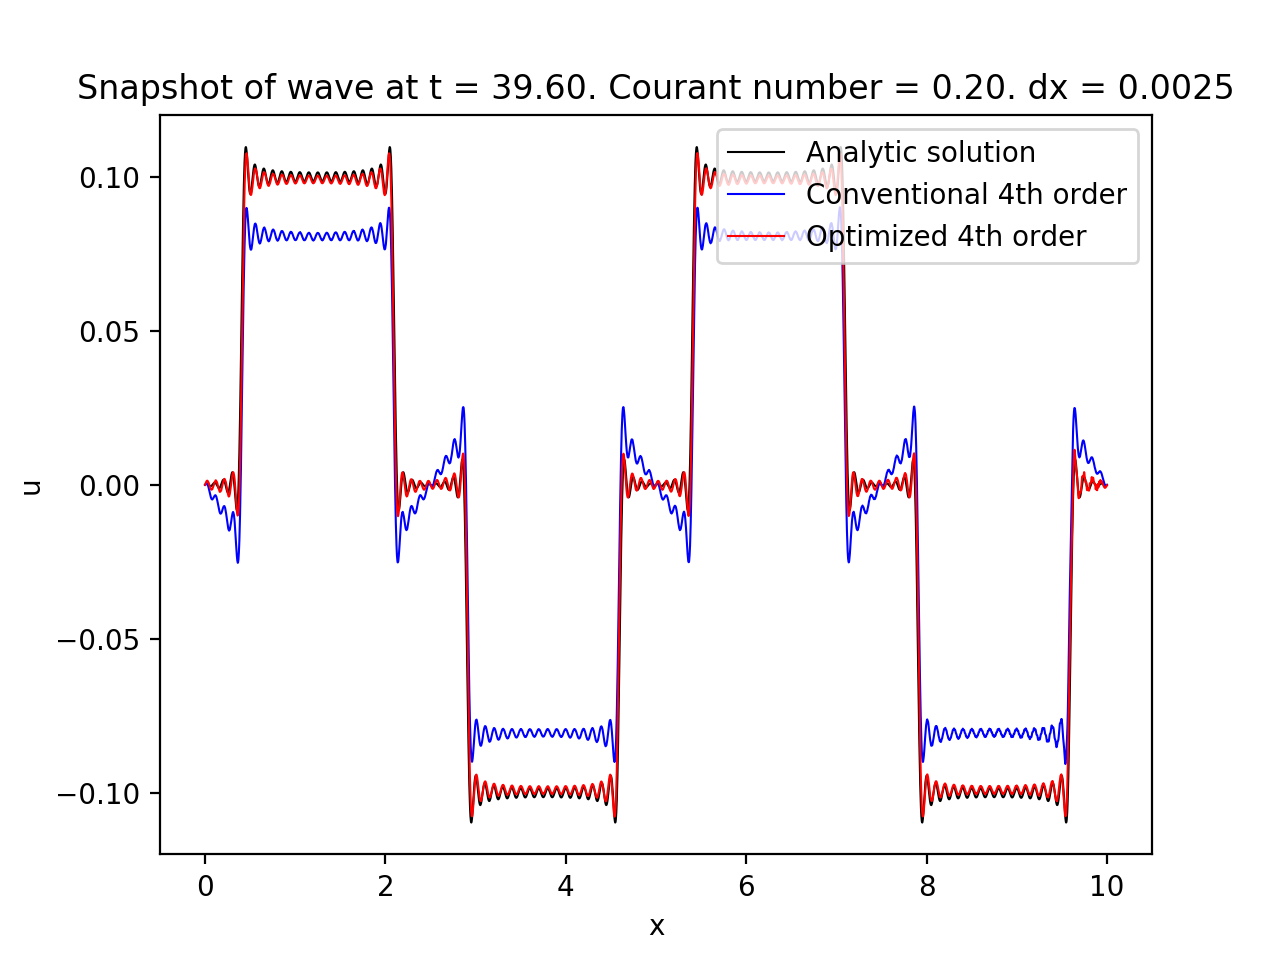 Snapshot of wave at t = 39.60. Courant number = 0.20. dx = 0.0025
Analytic solution
Conventional 4th order
Optimized 4th order
0.10
0.05
0.00
−0.05
−0.10
u
0 2 4 6 8 10
x